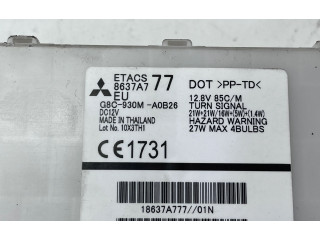 ETACS
8637A7 77
EU
G8C-930M -A0B26
DC12V
MADE IN THAILAND
Lot No. 10X3TH1
CE1731
DOT >PP-TD<
12.8V 85C/M
TURN SIGNAL
21W+21W/16W+(5W)+(1.4W)
HAZARD WARNING
27W MAX 4BULBS
18637A777//01N